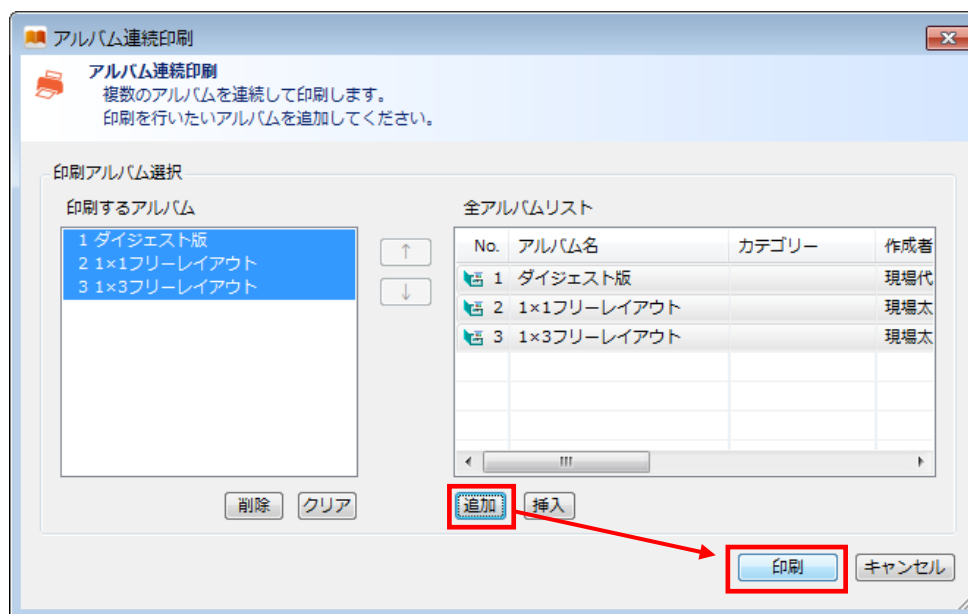 アルバム連続印刷
アルバム連続印刷
複数のアルバムを連続して印刷します。
印刷を行いたいアルバムを追加してください。
印刷アルバム選択
印刷するアルバム
1 ダイジェスト版
2 1×1フリーレイアウト
3 1×3フリーレイアウト
↑
↓
削除 クリア
全アルバムリスト
No. アルバム名 カテゴリー 作成者
1 ダイジェスト版 現場代
2 1×1フリーレイアウト 現場太
3 1×3フリーレイアウト 現場太
追加 挿入
印刷 キャンセル